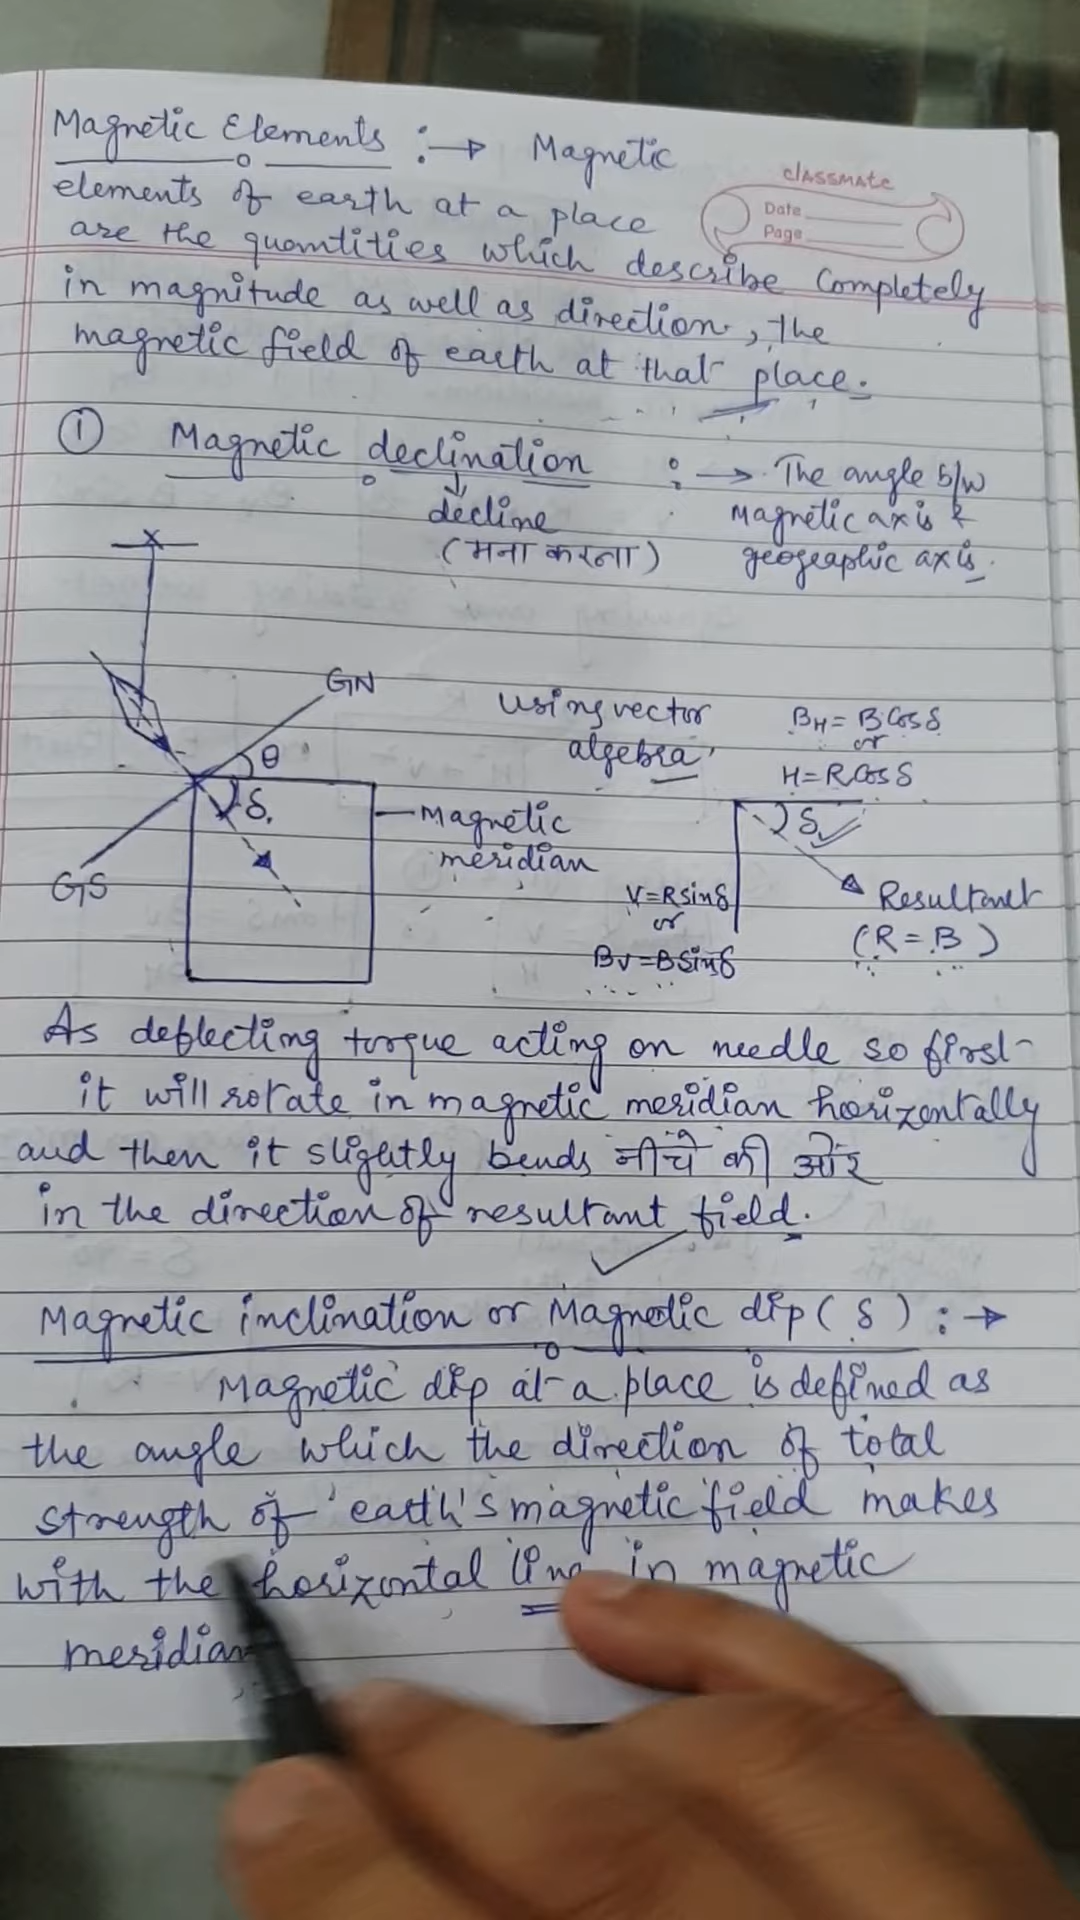 Magnetic Elements :→ Magnetic
classmate
Date
Page
elements of earth at a place
are the quantities which describe completely
in magnitude as well as direction, the
magnetic field of earth at that place.
① Magnetic declination :→ The angle b/w
↓
decline
(मना करना)
Magnetic axis &
geographic axis.
GN
θ
δ.
GS
Magnetic
meridian
Using vector
algebra,
BH = B Cos δ
or
H = R Cos δ
δ
V = R sin δ
or
BV = B sin δ
Resultant
(R = B)
As deflecting torque acting on needle so first
it will rotate in magnetic meridian horizontally
and then it slightly bends नीचे की ओर
in the direction of resultant field.
Magnetic inclination or Magnetic dip (δ) :→
Magnetic dip at a place is defined as
the angle which the direction of total
strength of earth's magnetic field makes
with the horizontal line in magnetic
meridian